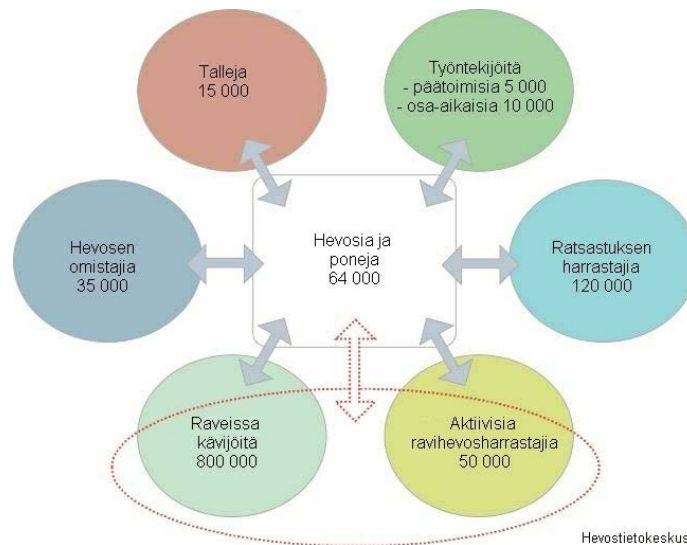 Talleja
15 000
Työntekijöitä
- päätoimisia 5 000
- osa-aikaisia 10 000
Hevosen
omistajia
35 000
Hevosia ja
poneja
64 000
Ratsastuksen
harrastajia
120 000
Raveissa
kävijöitä
800 000
Aktiivisia
ravihevosharrastajia
50 000
Hevostietokeskus